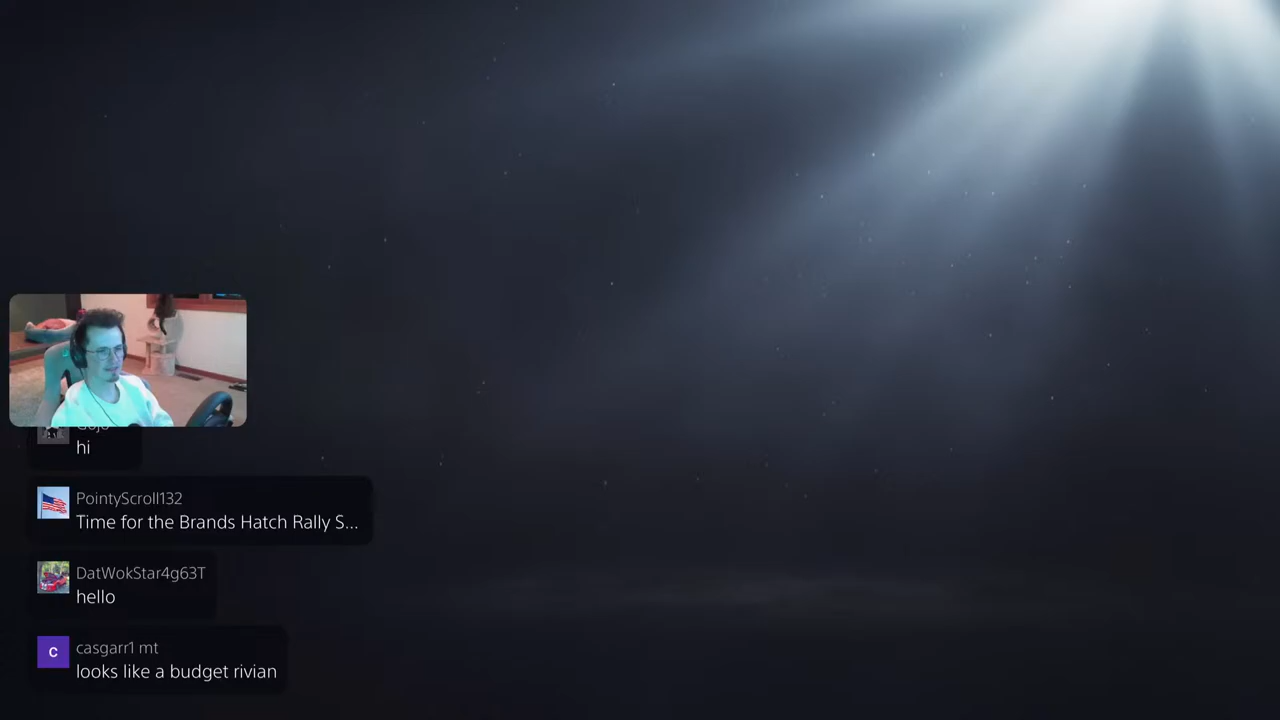 hi
PointyScroll132
Time for the Brands Hatch Rally S...
DatWokStar4g63T
hello
C
casgarr1 mt
looks like a budget rivian